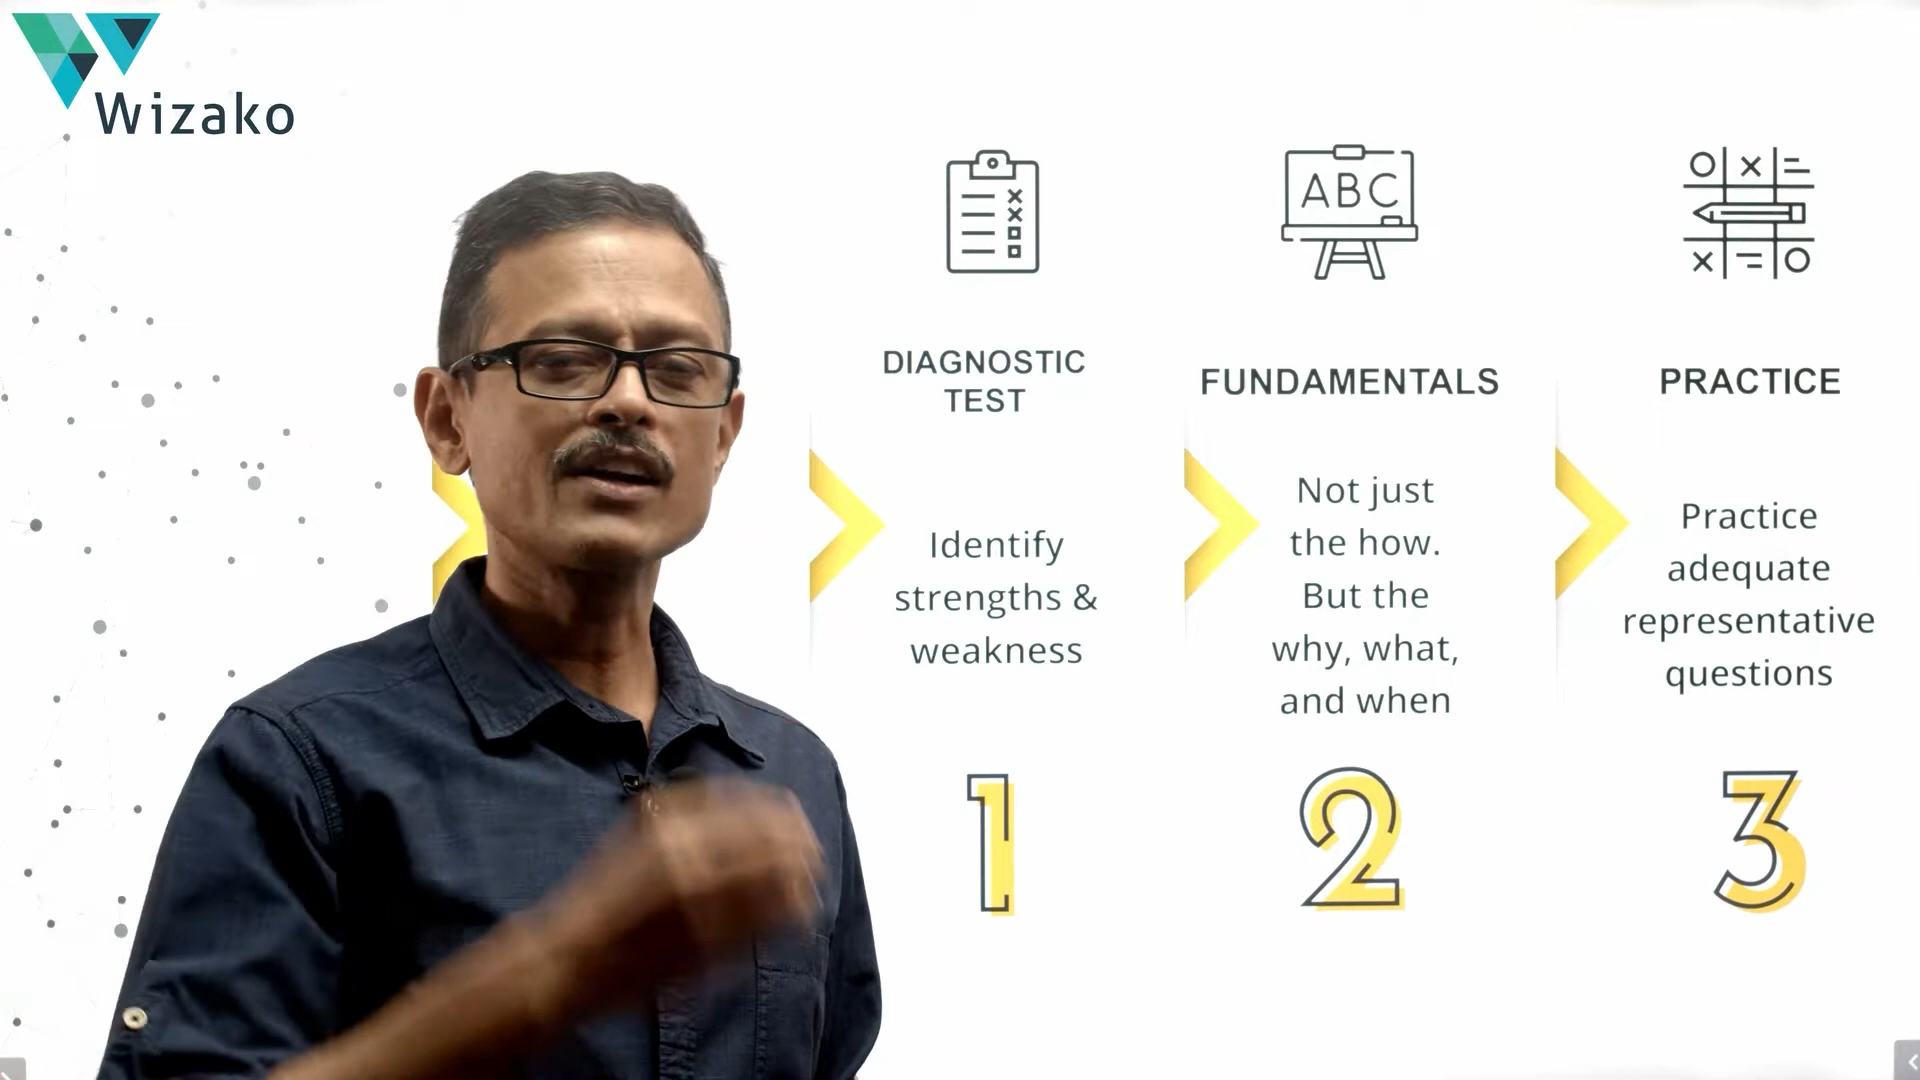 Wizako
ABC
DIAGNOSTIC
TEST
Identify
strengths &
weakness
1
FUNDAMENTALS
Not just
the how.
But the
why, what,
and when
2
PRACTICE
Practice
adequate
representative
questions
3